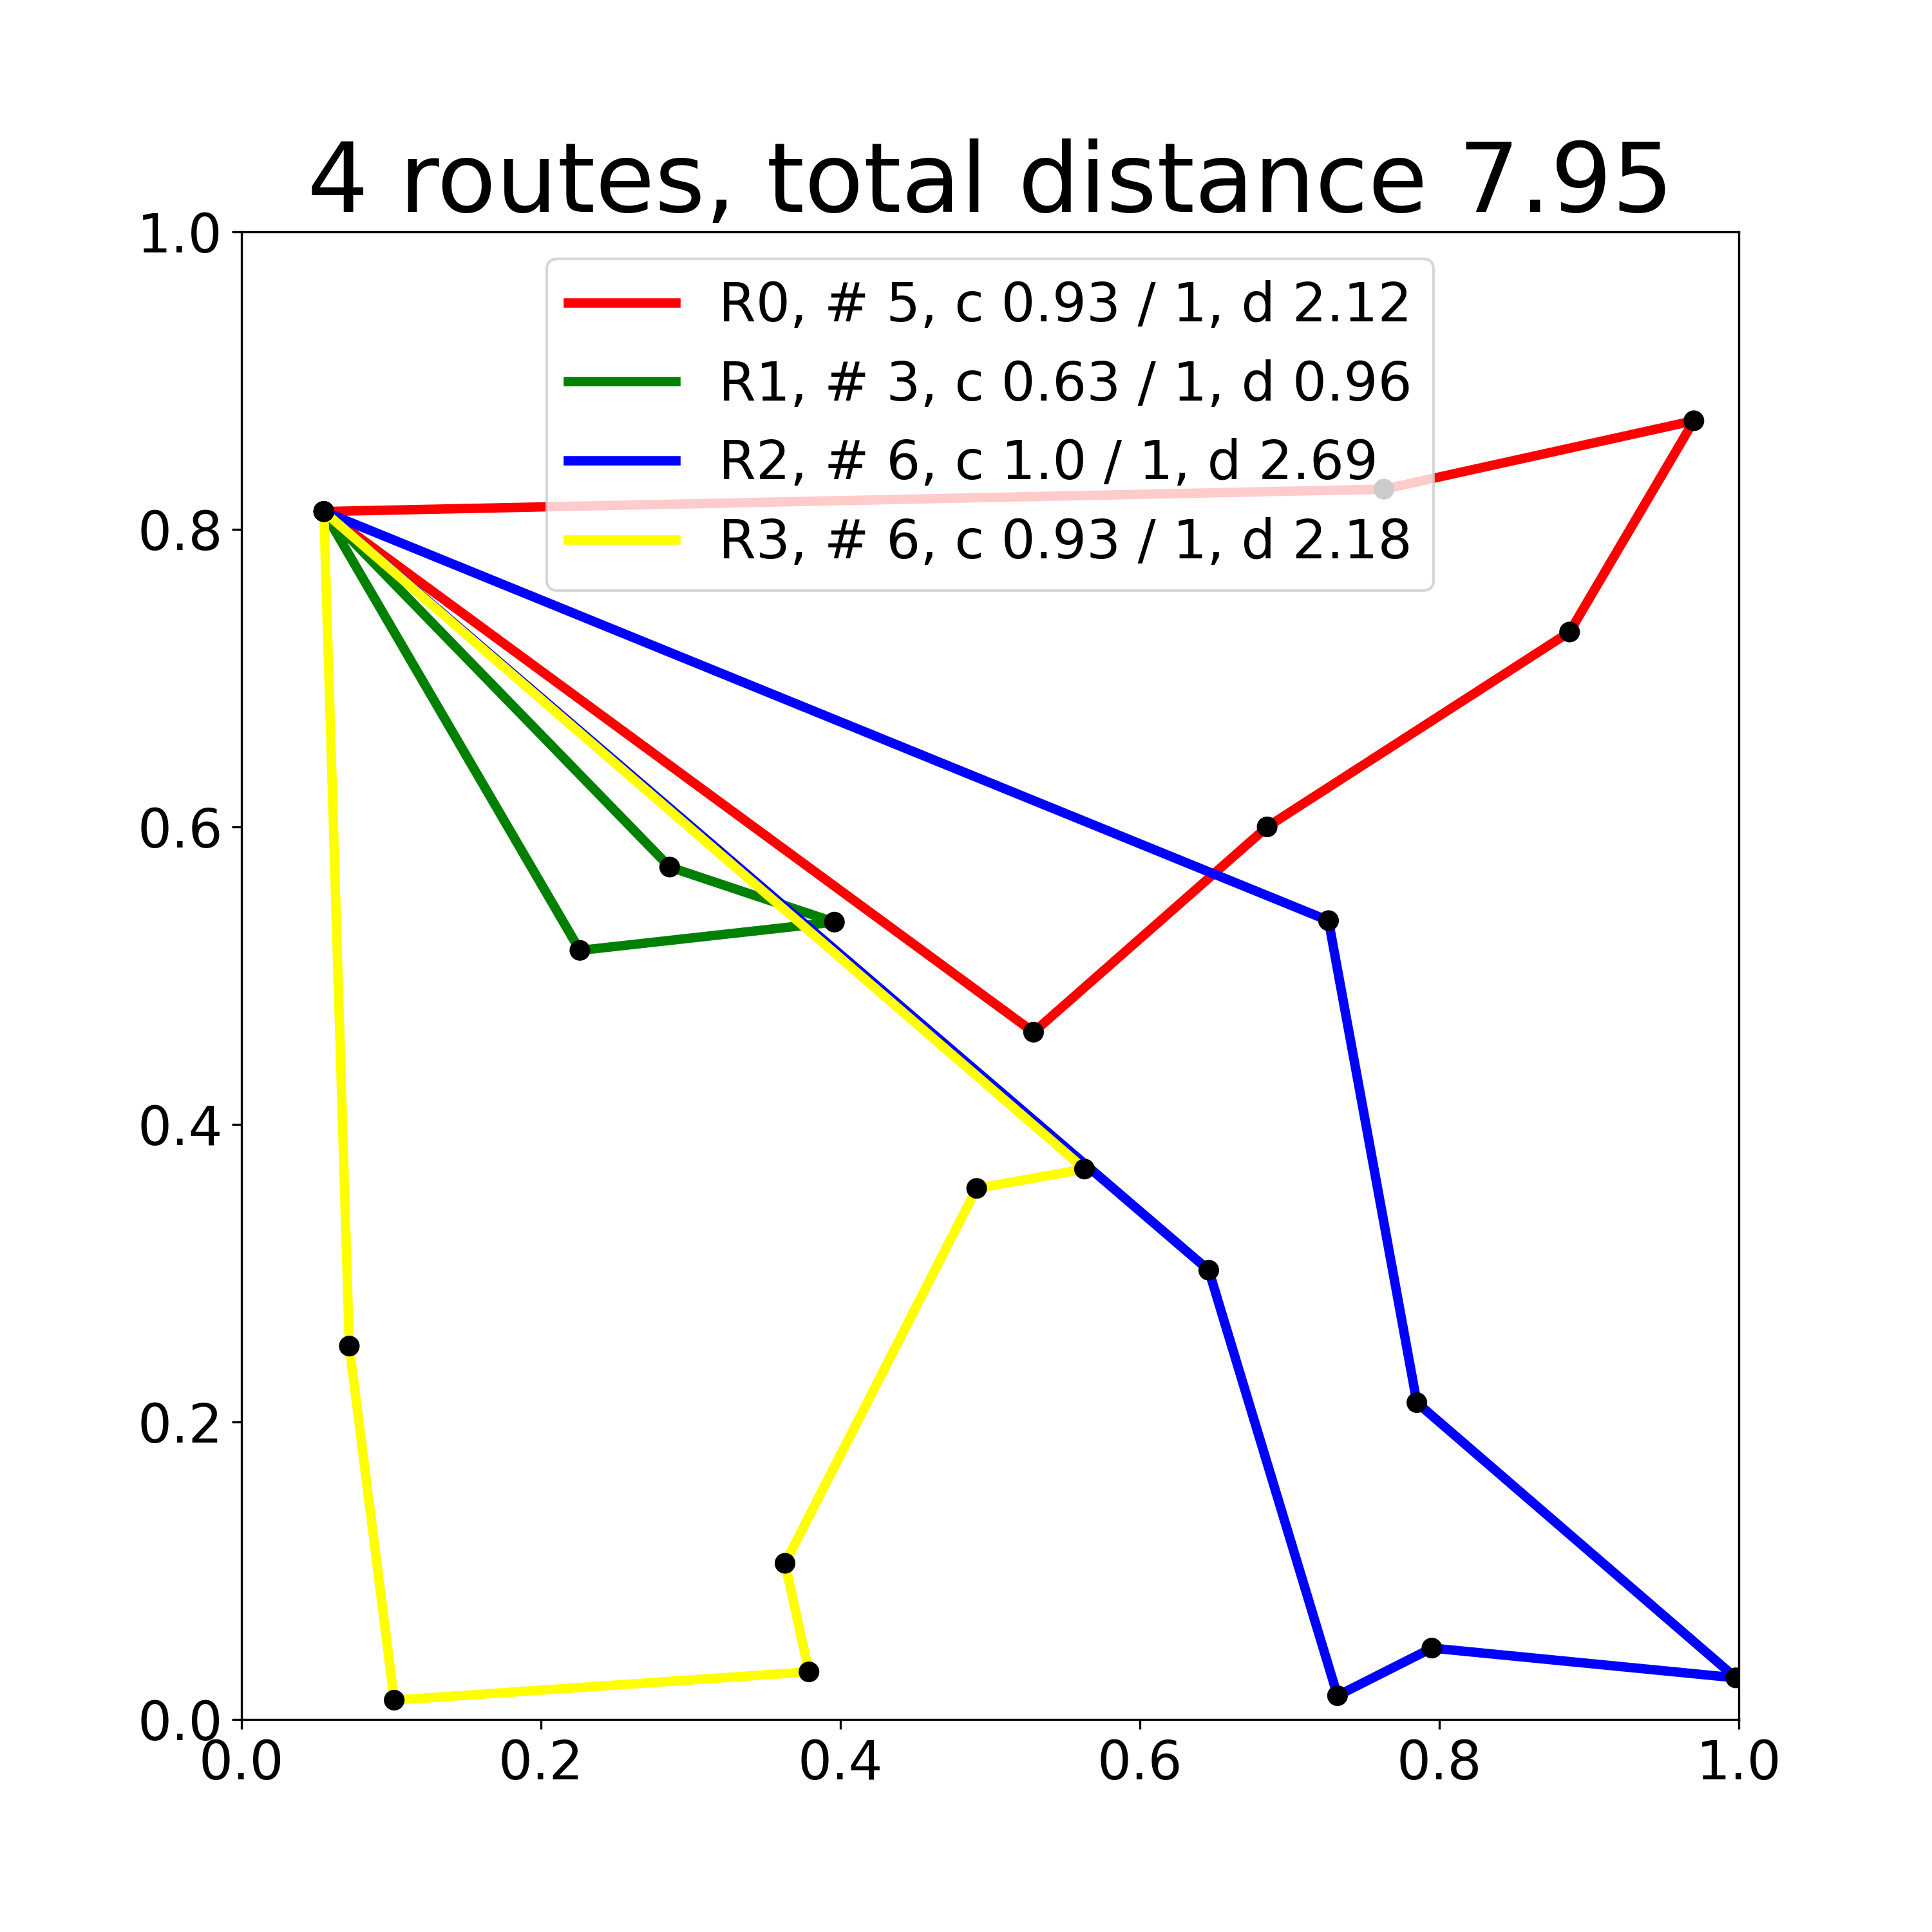 4 routes, total distance 7.95
R0, # 5, c 0.93 / 1, d 2.12
R1, # 3, c 0.63 / 1, d 0.96
R2, # 6, c 1.0 / 1, d 2.69
R3, # 6, c 0.93 / 1, d 2.18
1.0
0.8
0.6
0.4
0.2
0.0
0.0 0.2 0.4 0.6 0.8 1.0